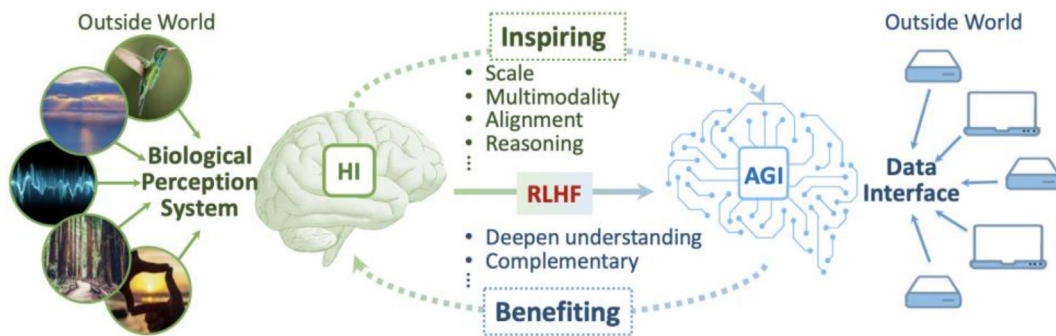 Outside World
Biological
Perception
System
HI
Inspiring
• Scale
• Multimodality
• Alignment
• Reasoning
⋮
RLHF
• Deepen understanding
• Complementary
⋮
Benefiting
AGI
Outside World
Data
Interface